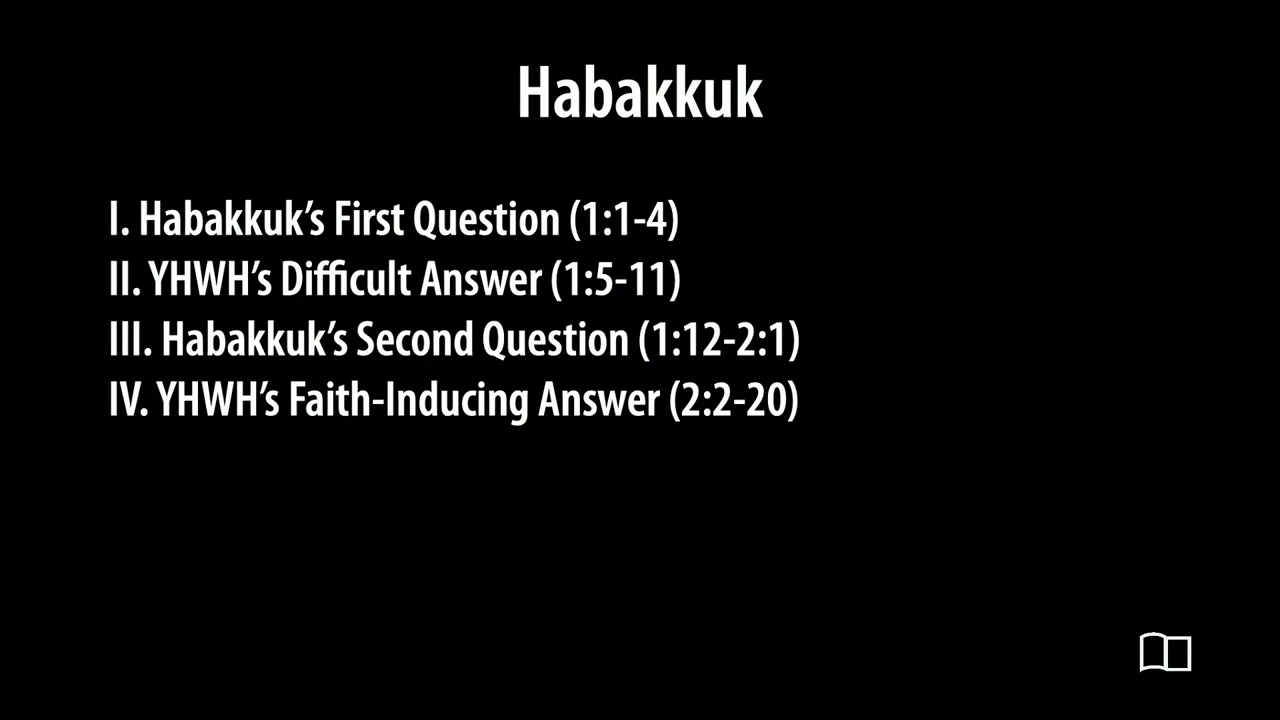 Habakkuk
I. Habakkuk’s First Question (1:1-4)
II. YHWH’s Difficult Answer (1:5-11)
III. Habakkuk’s Second Question (1:12-2:1)
IV. YHWH’s Faith-Inducing Answer (2:2-20)